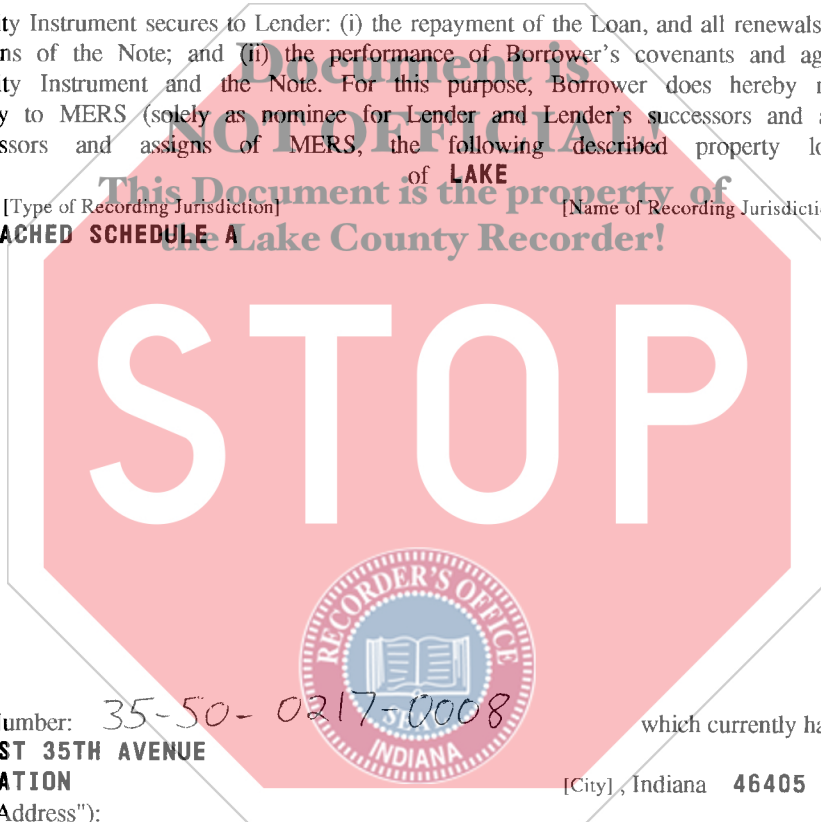 ty Instrument secures to Lender: (i) the repayment of the Loan, and all renewals
ns of the Note; and (ii) the performance of Borrower's covenants and ag
ty Instrument and the Note. For this purpose, Borrower does hereby
y to MERS (solely as nominee for Lender and Lender's successors and a
ssors and assigns of MERS, the following described property lo
of LAKE
[Type of Recording Jurisdiction] [Name of Recording Jurisdicti
ACHED SCHEDULE A
Document is
NOT OFFICIAL!
This Document is the property of
the Lake County Recorder!
STOP
RECORDER'S OFFICE
SEAL
INDIANA
umber: 35-50-0217-0008 which currently ha
ST 35TH AVENUE
ATION [City], Indiana 46405
Address"):